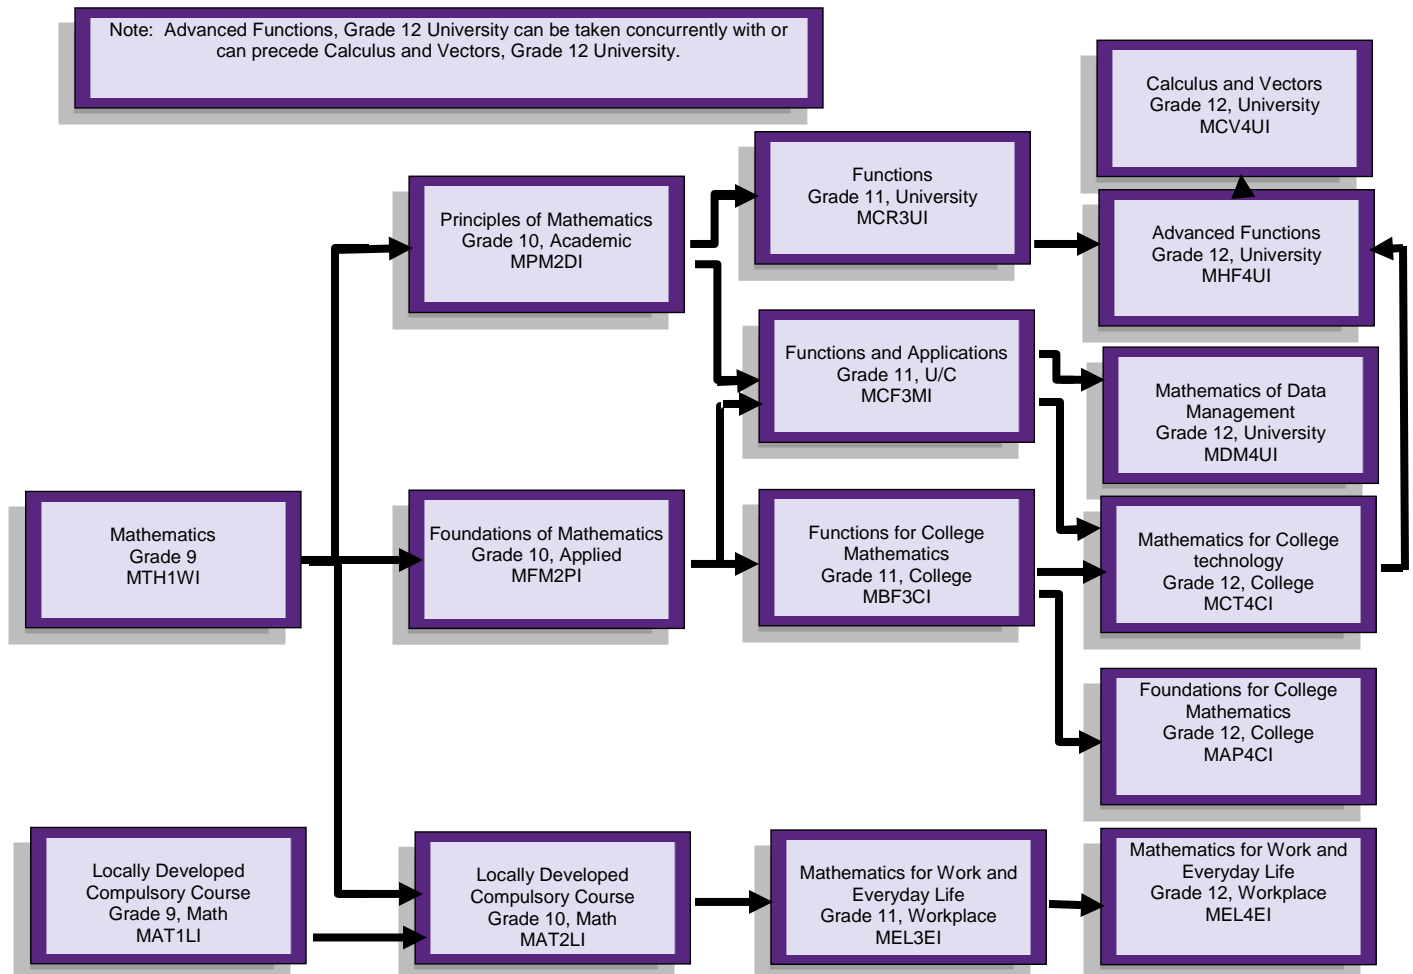 Note:  Advanced Functions, Grade 12 University can be taken concurrently with or
can precede Calculus and Vectors, Grade 12 University.
Calculus and Vectors
Grade 12, University
MCV4UI
Functions
Grade 11, University
MCR3UI
Principles of Mathematics
Grade 10, Academic
MPM2DI
Advanced Functions
Grade 12, University
MHF4UI
Functions and Applications
Grade 11, U/C
MCF3MI
Mathematics of Data
Management
Grade 12, University
MDM4UI
Mathematics
Grade 9
MTH1WI
Foundations of Mathematics
Grade 10, Applied
MFM2PI
Functions for College
Mathematics
Grade 11, College
MBF3CI
Mathematics for College
technology
Grade 12, College
MCT4CI
Foundations for College
Mathematics
Grade 12, College
MAP4CI
Locally Developed
Compulsory Course
Grade 9, Math
MAT1LI
Locally Developed
Compulsory Course
Grade 10, Math
MAT2LI
Mathematics for Work and
Everyday Life
Grade 11, Workplace
MEL3EI
Mathematics for Work and
Everyday Life
Grade 12, Workplace
MEL4EI